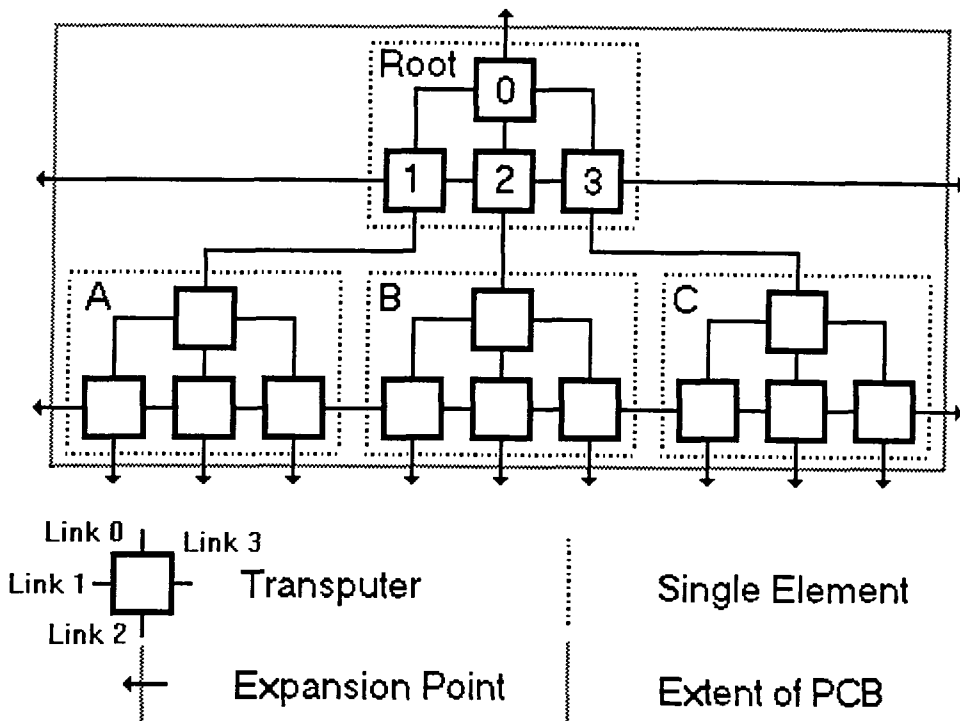 Root
0
1
2
3
A
B
C
Link 0
Link 3
Link 1
Transputer
Single Element
Link 2
Expansion Point
Extent of PCB